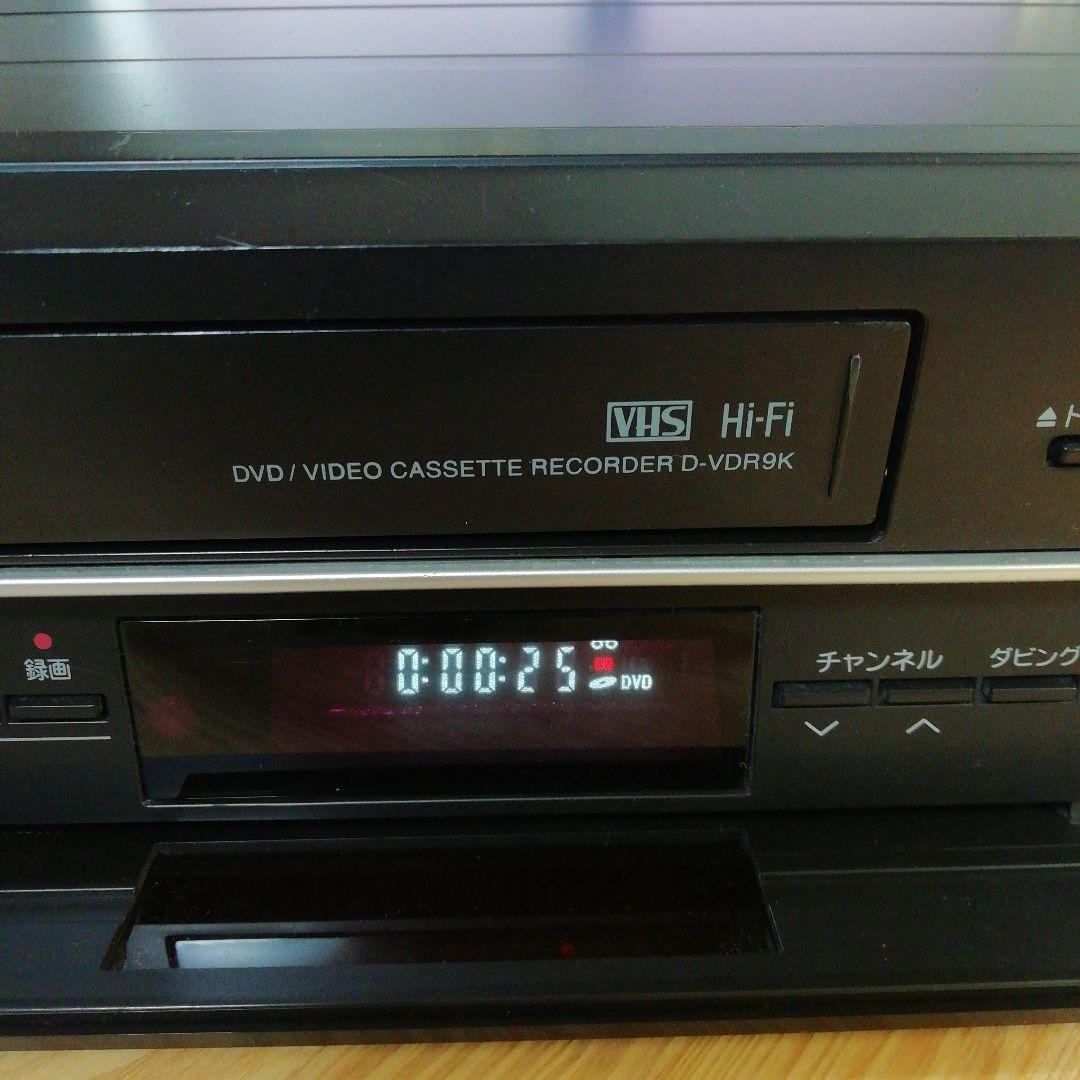 VHS Hi-Fi
DVD / VIDEO CASSETTE RECORDER D-VDR9K
▲ト
録画
0:00:25
DVD
チャンネル
ダビング